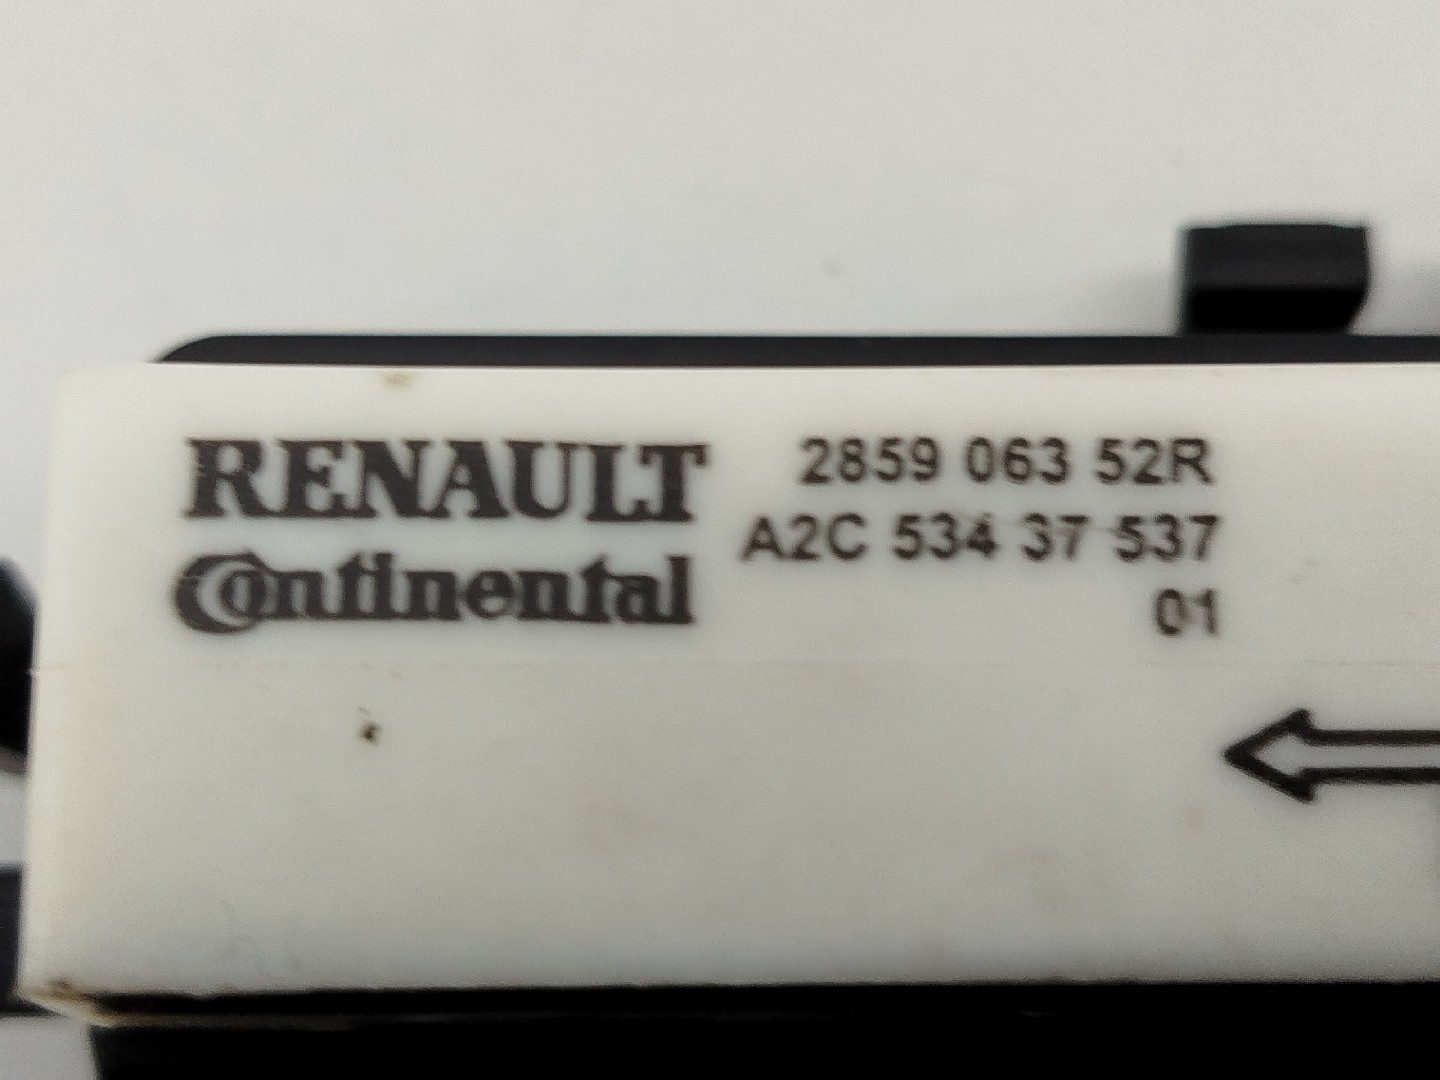 RENAULT
Continental
2859 063 52R
A2C 534 37 537
01